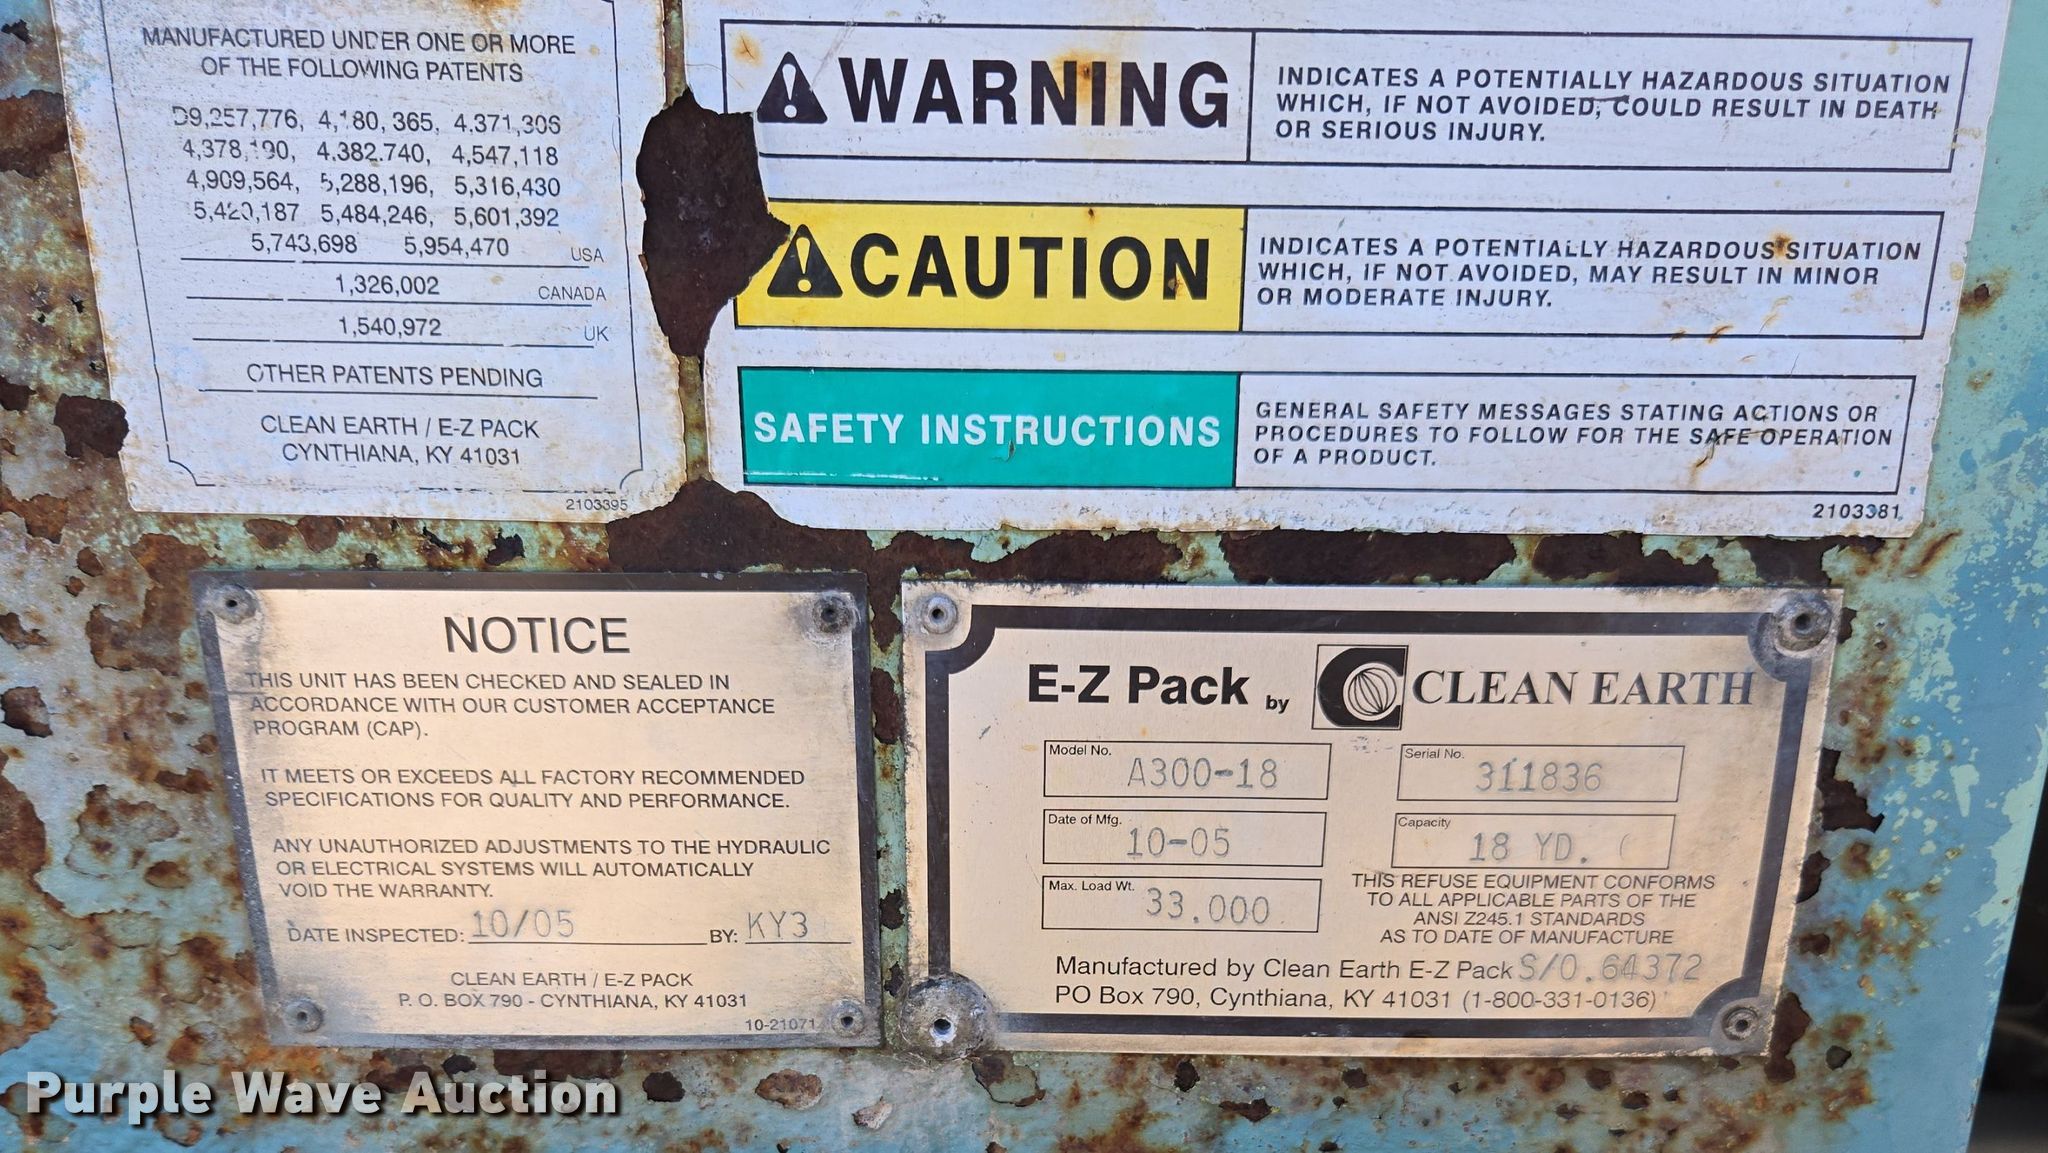 MANUFACTURED UNDER ONE OR MORE
OF THE FOLLOWING PATENTS
D9,257,776, 4,180,365, 4,371,306
4,378,190, 4.382.740, 4,547,118
4,909,564, 5,288,196, 5,316,430
5,420,187 5,484,246, 5,601,392
5,743,698 5,954,470 USA
1,326,002 CANADA
1,540,972 UK
OTHER PATENTS PENDING
CLEAN EARTH / E-Z PACK
CYNTHIANA, KY 41031
2103395
WARNING
INDICATES A POTENTIALLY HAZARDOUS SITUATION
WHICH, IF NOT AVOIDED, COULD RESULT IN DEATH
OR SERIOUS INJURY.
CAUTION
INDICATES A POTENTIALLY HAZARDOUS SITUATION
WHICH, IF NOT AVOIDED, MAY RESULT IN MINOR
OR MODERATE INJURY.
SAFETY INSTRUCTIONS
GENERAL SAFETY MESSAGES STATING ACTIONS OR
PROCEDURES TO FOLLOW FOR THE SAFE OPERATION
OF A PRODUCT.
2103381
NOTICE
THIS UNIT HAS BEEN CHECKED AND SEALED IN
ACCORDANCE WITH OUR CUSTOMER ACCEPTANCE
PROGRAM (CAP).
IT MEETS OR EXCEEDS ALL FACTORY RECOMMENDED
SPECIFICATIONS FOR QUALITY AND PERFORMANCE.
ANY UNAUTHORIZED ADJUSTMENTS TO THE HYDRAULIC
OR ELECTRICAL SYSTEMS WILL AUTOMATICALLY
VOID THE WARRANTY.
DATE INSPECTED: 10/05 BY: KY3
CLEAN EARTH / E-Z PACK
P. O. BOX 790 - CYNTHIANA, KY 41031
10-21071
E-Z Pack by CLEAN EARTH
Model No. A300-18
Serial No. 311836
Date of Mfg. 10-05
Capacity 18 YD.
Max. Load Wt. 33.000
THIS REFUSE EQUIPMENT CONFORMS
TO ALL APPLICABLE PARTS OF THE
ANSI Z245.1 STANDARDS
AS TO DATE OF MANUFACTURE
Manufactured by Clean Earth E-Z Pack S/O.64372
PO Box 790, Cynthiana, KY 41031 (1-800-331-0136)
Purple Wave Auction